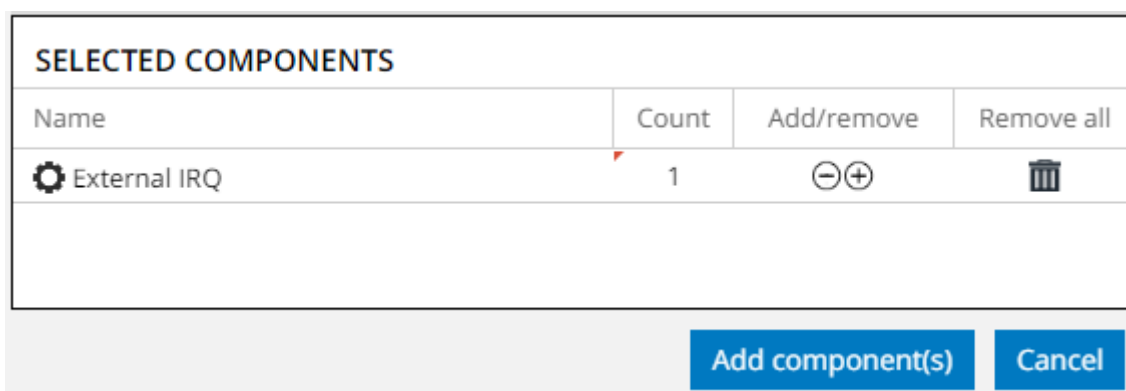 SELECTED COMPONENTS
Name Count Add/remove Remove all
External IRQ 1
Add component(s) Cancel